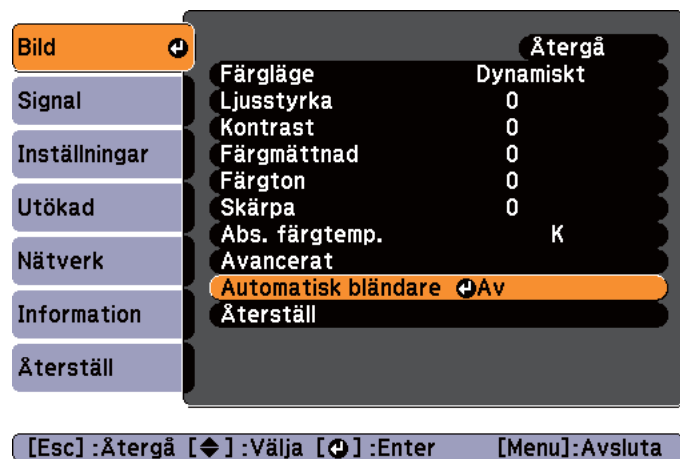 Bild
Signal
Inställningar
Utökad
Nätverk
Information
Återställ
Återgå
Färgläge Dynamiskt
Ljusstyrka 0
Kontrast 0
Färgmättnad 0
Färgton 0
Skärpa 0
Abs. färgtemp. K
Avancerat
Automatisk bländare Av
Återställ
[Esc] :Återgå [◆] :Välja [↵] :Enter [Menu]:Avsluta